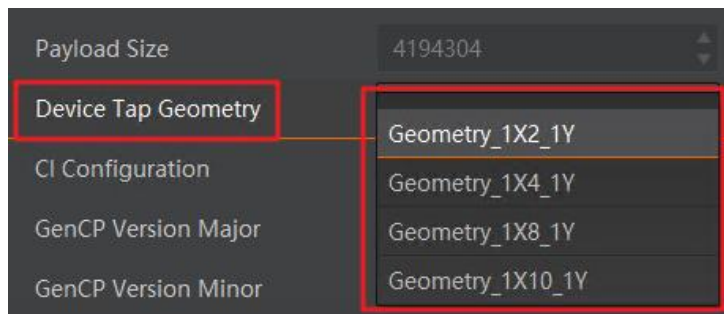 Payload Size 4194304
Device Tap Geometry
Geometry_1X2_1Y
CI Configuration
Geometry_1X4_1Y
GenCP Version Major
Geometry_1X8_1Y
GenCP Version Minor
Geometry_1X10_1Y